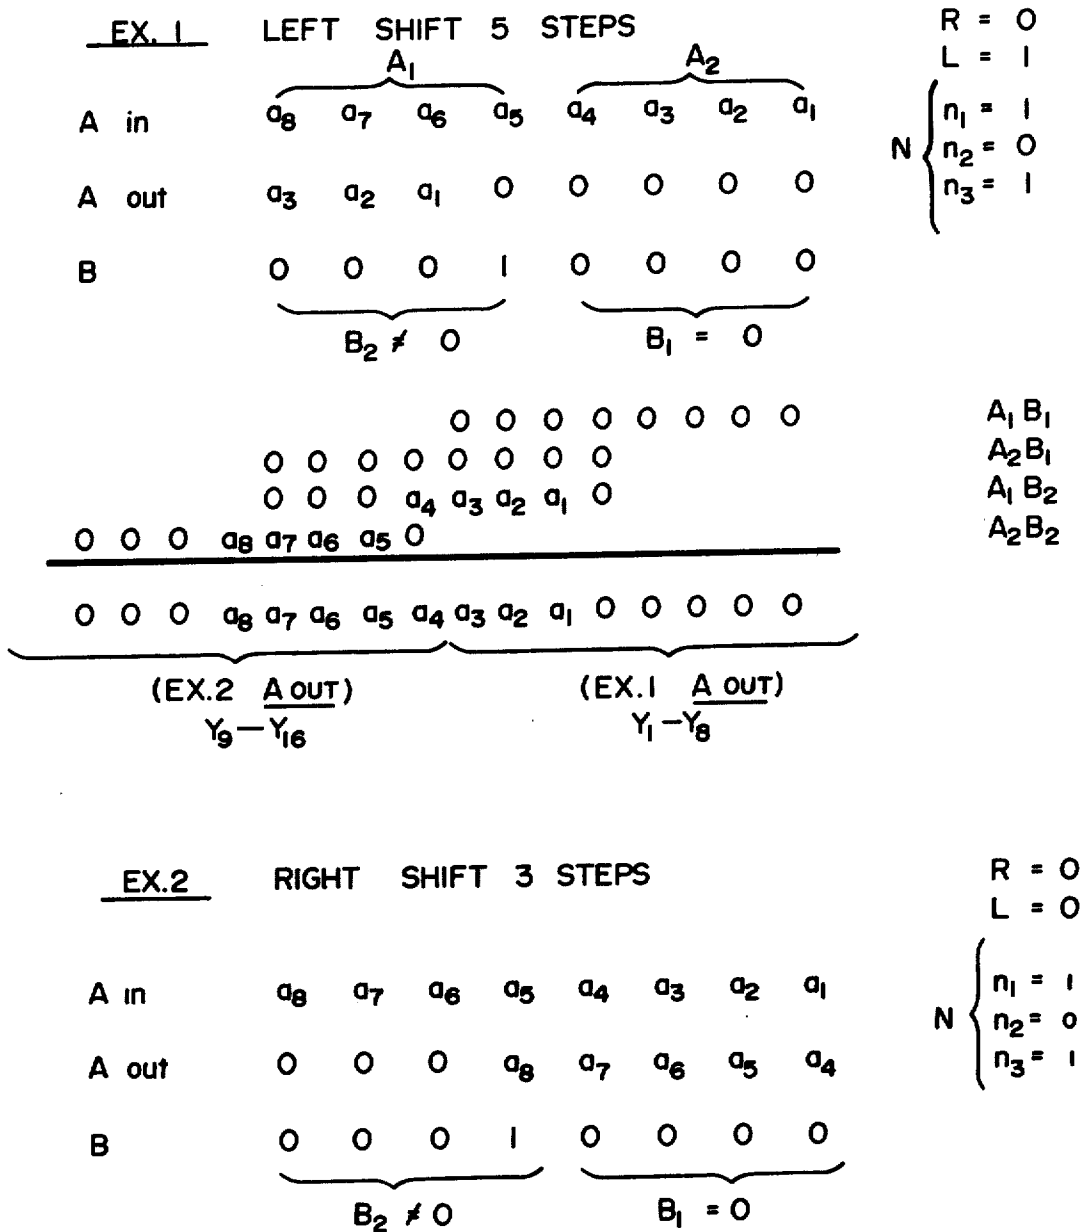 EX. 1 LEFT SHIFT 5 STEPS
R = 0
L = 1
A₁ A₂
A in a₈ a₇ a₆ a₅ a₄ a₃ a₂ a₁
N
n₁ = 1
n₂ = 0
n₃ = 1
A out a₃ a₂ a₁ 0 0 0 0 0
B 0 0 0 1 0 0 0 0
B₂ ≠ 0 B₁ = 0
0 0 0 0 0 0 0 0 A₁B₁
0 0 0 0 0 0 0 0 A₂B₁
0 0 0 a₄ a₃ a₂ a₁ 0 A₁B₂
0 0 0 a₈ a₇ a₆ a₅ 0 A₂B₂
0 0 0 a₈ a₇ a₆ a₅ a₄ a₃ a₂ a₁ 0 0 0 0 0
(EX.2 A OUT) (EX.1 A OUT)
Y₉—Y₁₆ Y₁—Y₈
EX.2 RIGHT SHIFT 3 STEPS
R = 0
L = 0
A in a₈ a₇ a₆ a₅ a₄ a₃ a₂ a₁
N
n₁ = 1
n₂ = 0
n₃ = 1
A out 0 0 0 a₈ a₇ a₆ a₅ a₄
B 0 0 0 1 0 0 0 0
B₂ ≠ 0 B₁ = 0